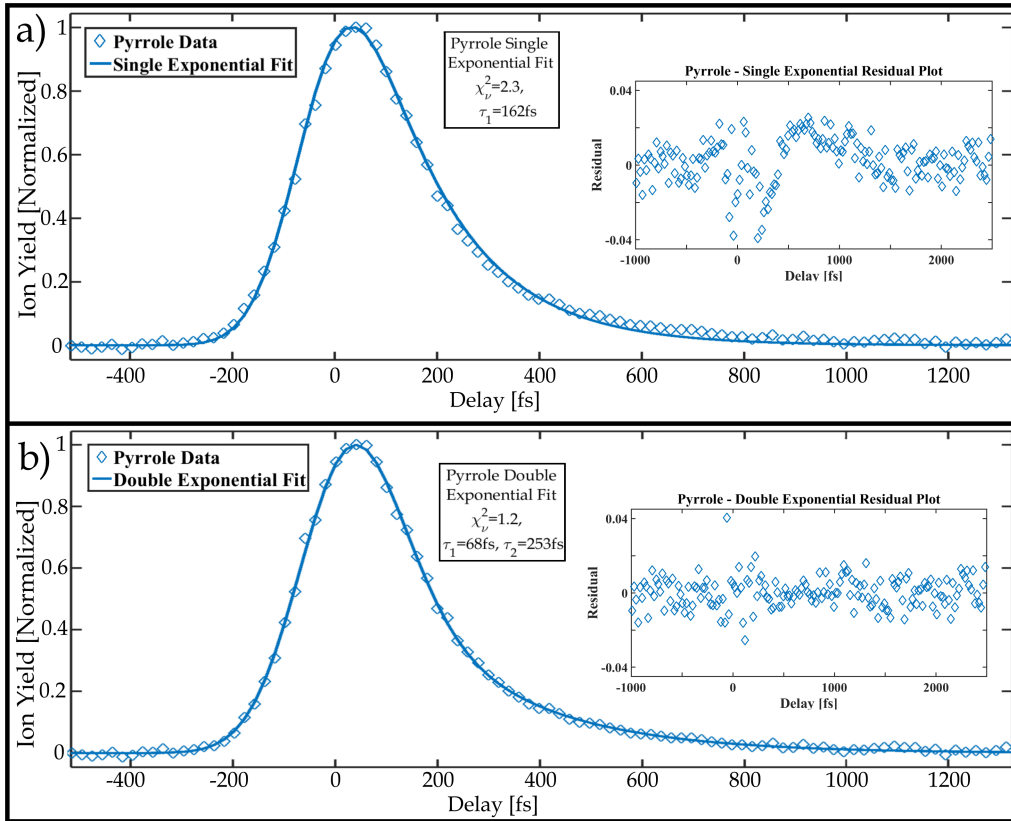 a)
Pyrrole Data
Single Exponential Fit
Pyrrole Single
Exponential Fit
χ²ᵥ=2.3,
τ₁=162fs
Pyrrole - Single Exponential Residual Plot
0.04
0
-0.04
Residual
-1000 0 1000 2000
Delay [fs]
Ion Yield [Normalized]
1
0.8
0.6
0.4
0.2
0
-400 -200 0 200 400 600 800 1000 1200
Delay [fs]
b)
Pyrrole Data
Double Exponential Fit
Pyrrole Double
Exponential Fit
χ²ᵥ=1.2,
τ₁=68fs, τ₂=253fs
Pyrrole - Double Exponential Residual Plot
0.04
0
-0.04
Residual
-1000 0 1000 2000
Delay [fs]
Ion Yield [Normalized]
1
0.8
0.6
0.4
0.2
0
-400 -200 0 200 400 600 800 1000 1200
Delay [fs]